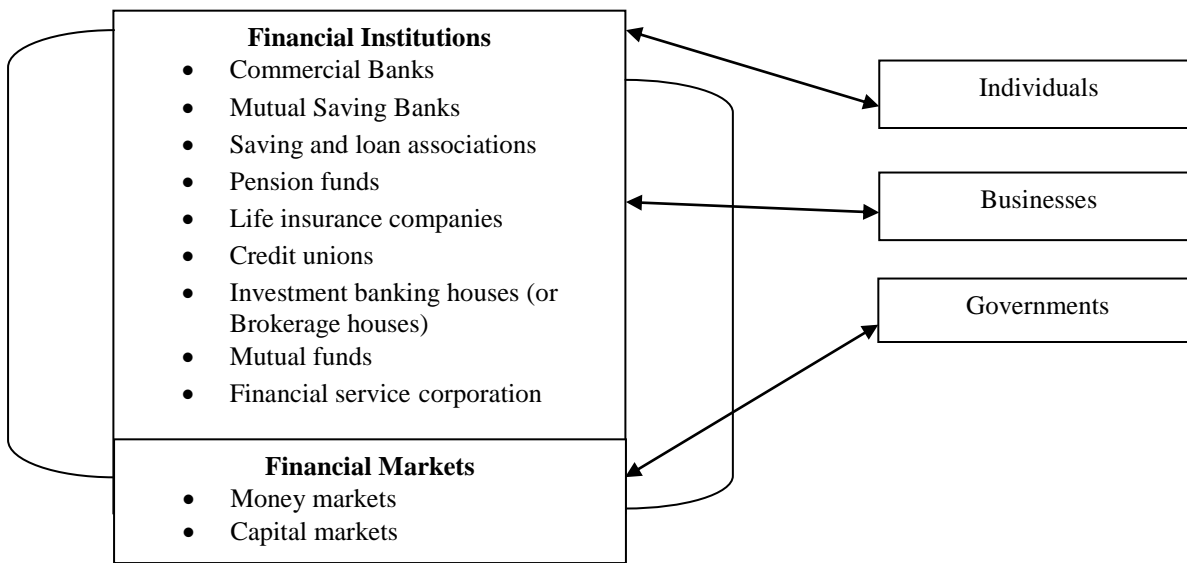 Financial Institutions
• Commercial Banks
• Mutual Saving Banks
• Saving and loan associations
• Pension funds
• Life insurance companies
• Credit unions
• Investment banking houses (or
Brokerage houses)
• Mutual funds
• Financial service corporation
Financial Markets
• Money markets
• Capital markets
Individuals
Businesses
Governments